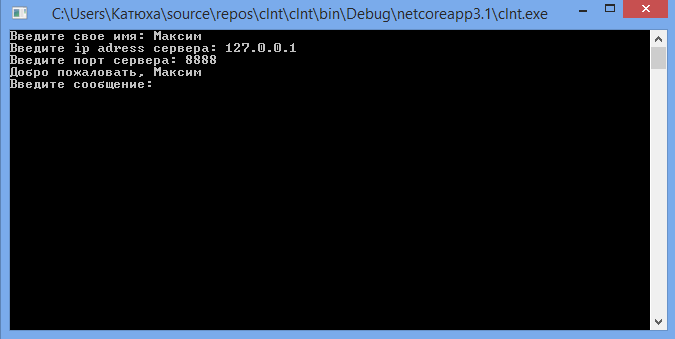 C:\Users\Катюха\source\repos\clnt\clnt\bin\Debug\netcoreapp3.1\clnt.exe
Введите свое имя: Максим
Введите ip adress сервера: 127.0.0.1
Введите порт сервера: 8888
Добро пожаловать, Максим
Введите сообщение: